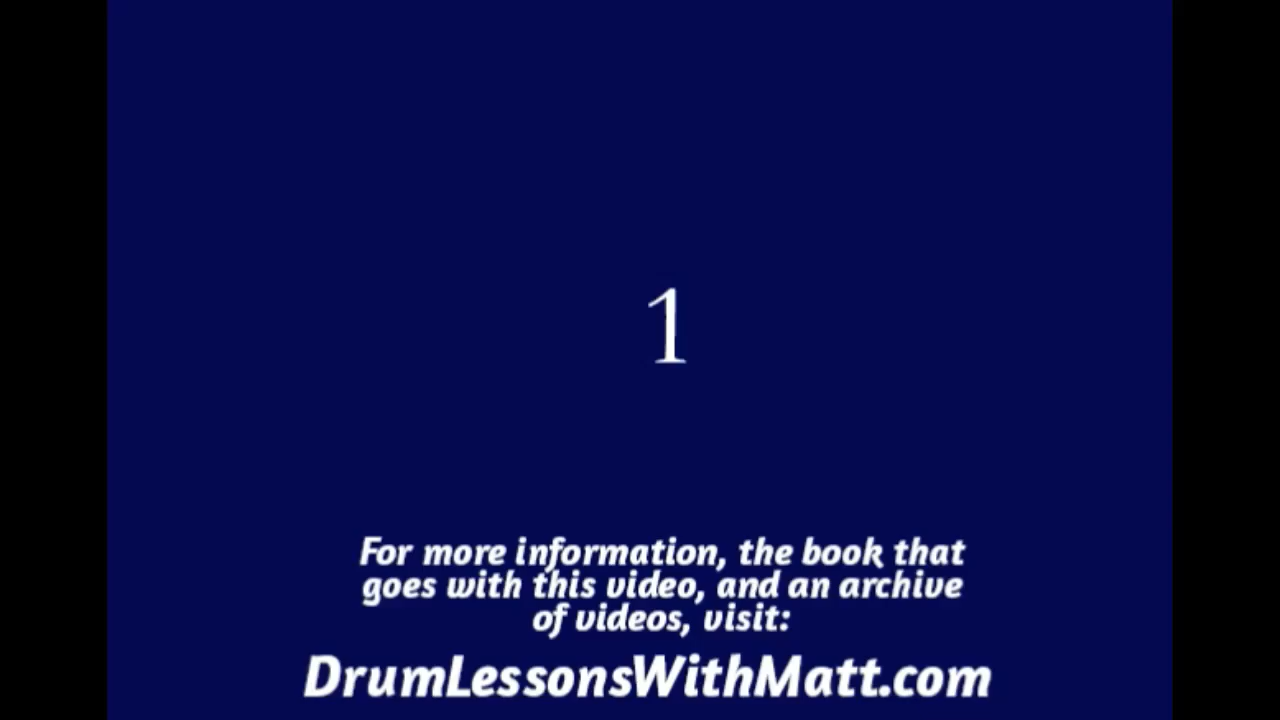 1
For more information, the book that
goes with this video, and an archive
of videos, visit:
DrumLessonsWithMatt.com